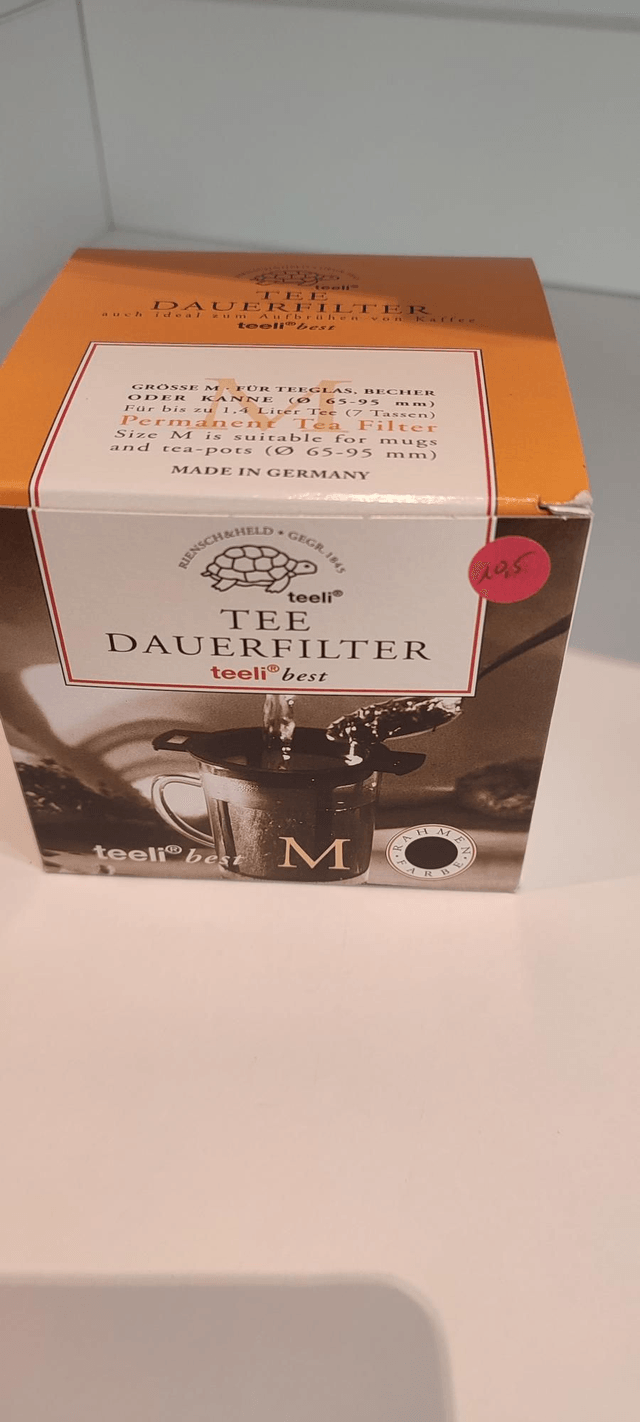 teeli®
TEE
DAUERFILTER
auch ideal zum Aufbrühen von Kaffee
teeli® best
M
GRÖSSE M · FÜR TEEGLAS, BECHER
ODER KANNE (Ø 65-95 mm)
Für bis zu 1,4 Liter Tee (7 Tassen)
Permanent Tea Filter
Size M is suitable for mugs
and tea-pots (Ø 65-95 mm)
MADE IN GERMANY
RIENSCH&HELD • GEGR. 1845
teeli®
10,5
TEE
DAUERFILTER
teeli® best
teeli® best
M
RAHMEN
FARBE